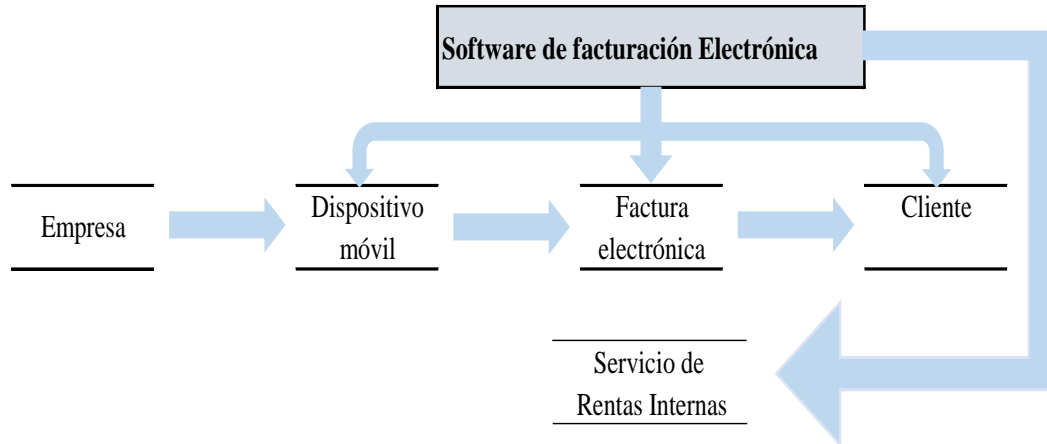 Software de facturación Electrónica
Empresa
Dispositivo
móvil
Factura
electrónica
Cliente
Servicio de
Rentas Internas